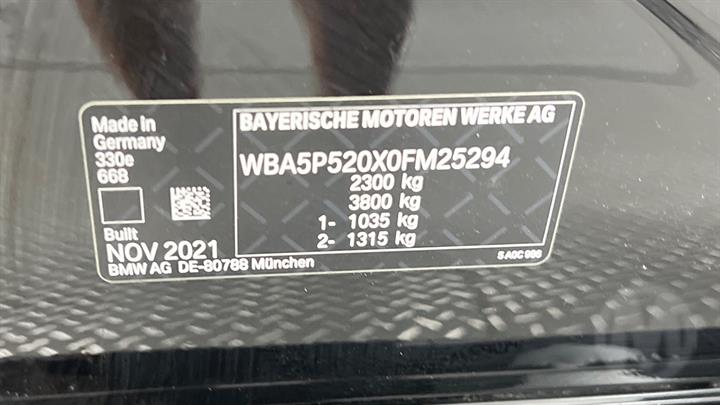 Made In
Germany
330e
668
Built
NOV 2021
BMW AG DE-80788 München
BAYERISCHE MOTOREN WERKE AG
WBA5P520X0FM25294
2300 kg
3800 kg
1- 1035 kg
2- 1315 kg